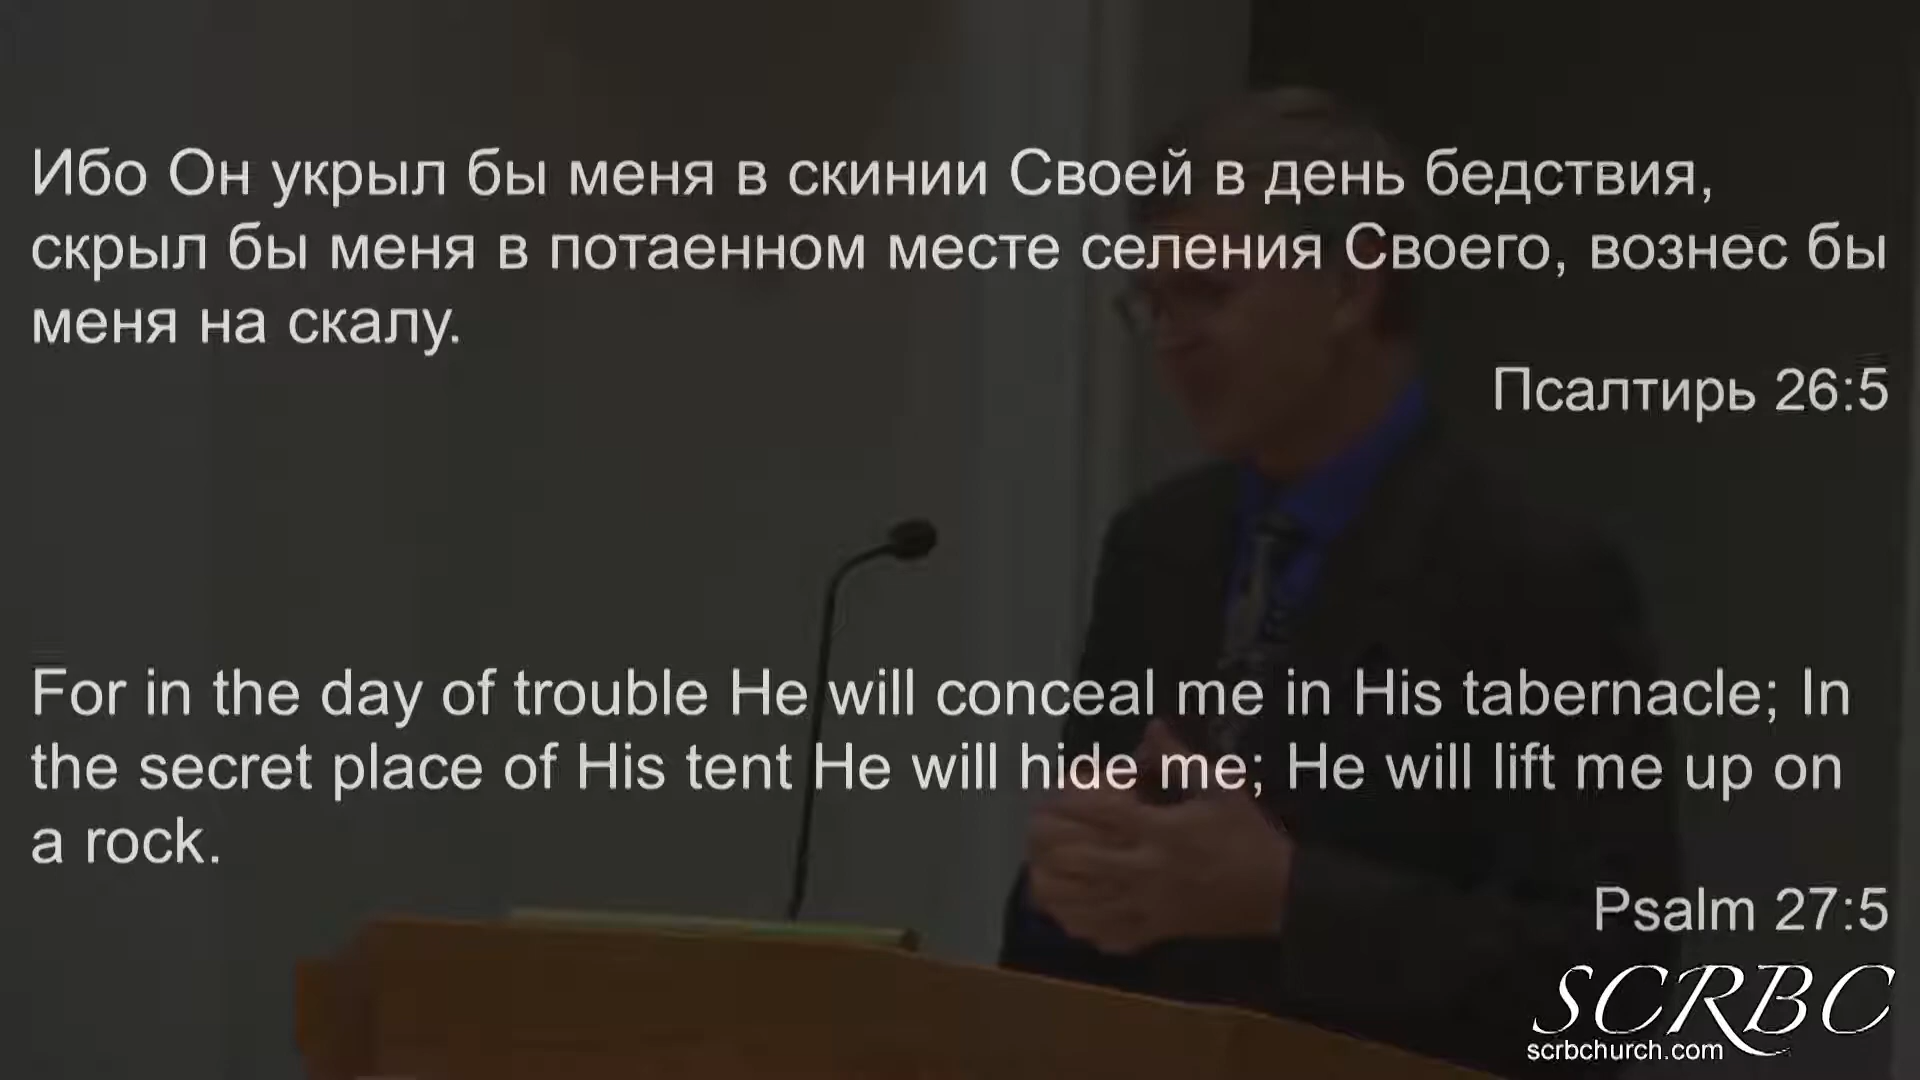 Ибо Он укрыл бы меня в скинии Своей в день бедствия,
скрыл бы меня в потаенном месте селения Своего, вознес бы
меня на скалу.
Псалтирь 26:5
For in the day of trouble He will conceal me in His tabernacle; In
the secret place of His tent He will hide me; He will lift me up on
a rock.
Psalm 27:5
SCRBC
scrbchurch.com